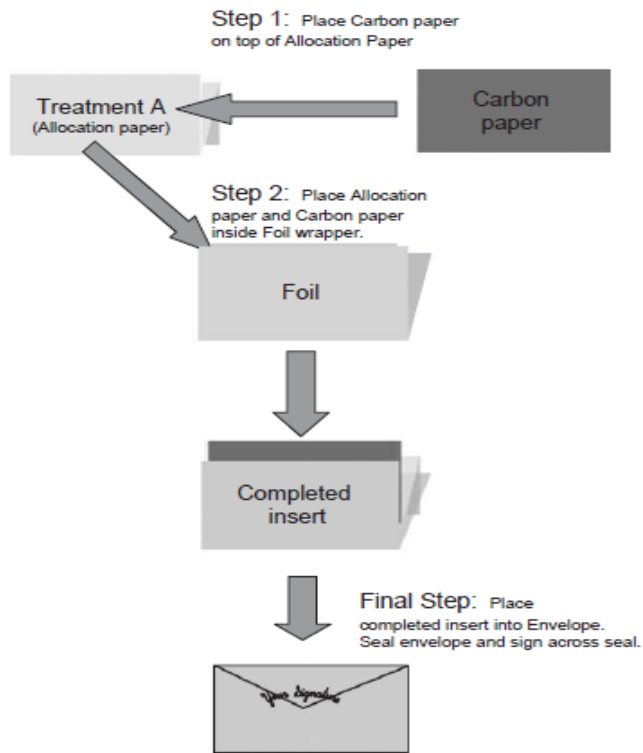 Step 1: Place Carbon paper
on top of Allocation Paper
Treatment A
(Allocation paper)
Carbon
paper
Step 2: Place Allocation
paper and Carbon paper
inside Foil wrapper.
Foil
Completed
insert
Final Step: Place
completed insert into Envelope.
Seal envelope and sign across seal.
Your Signature